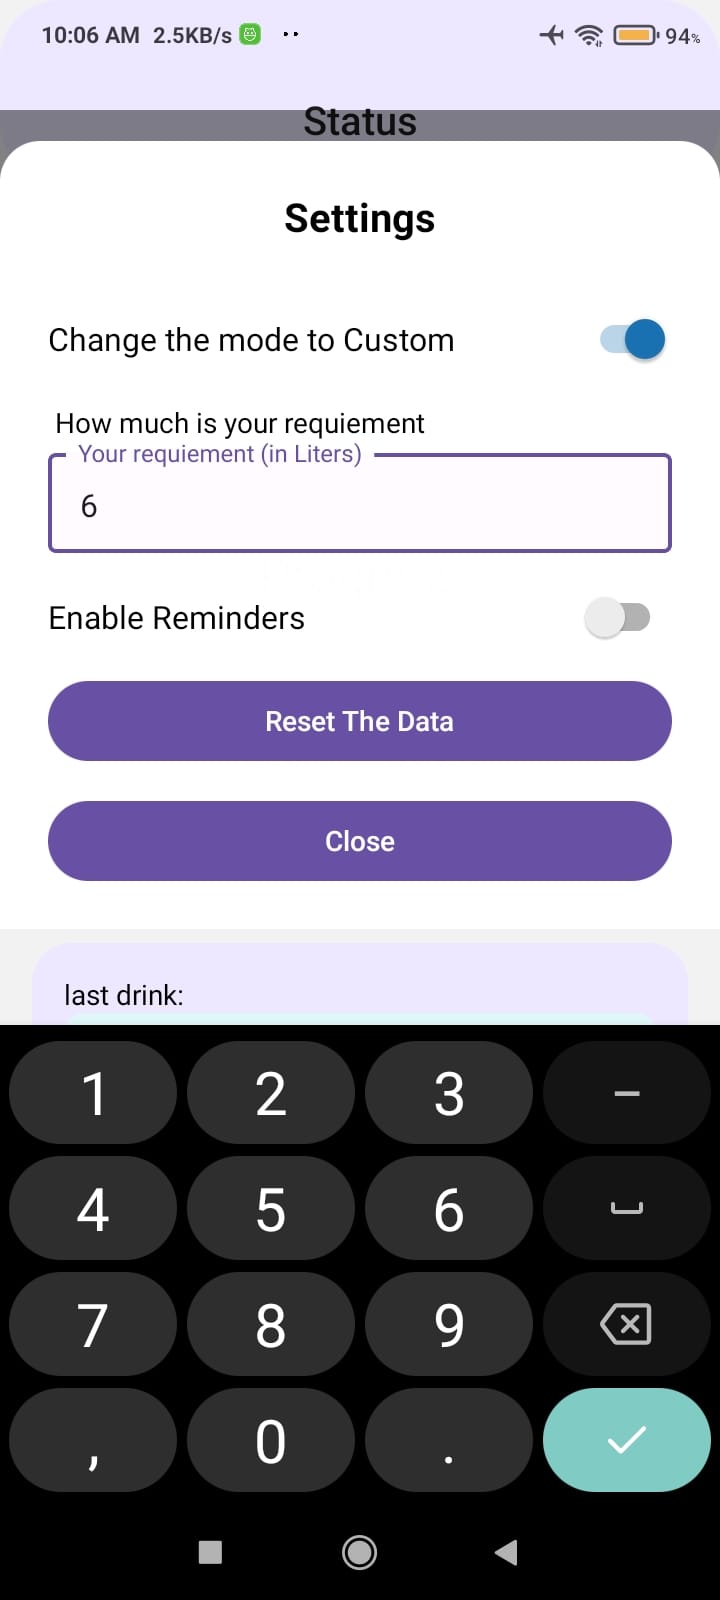 10:06 AM 2.5KB/s 94%
Status
Settings
Change the mode to Custom
How much is your requiement
Your requiement (in Liters)
6
Enable Reminders
Reset The Data
Close
last drink:
1 2 3 –
4 5 6
7 8 9
, 0 .